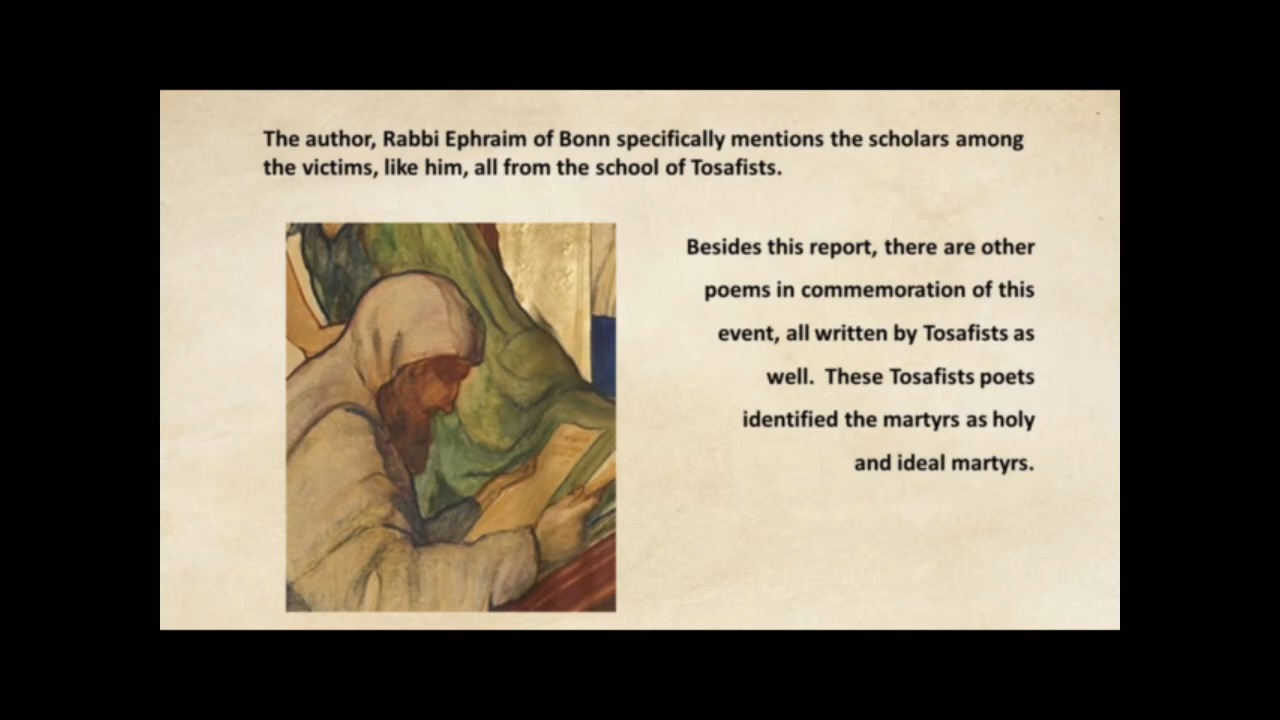 The author, Rabbi Ephraim of Bonn specifically mentions the scholars among
the victims, like him, all from the school of Tosafists.
Besides this report, there are other
poems in commemoration of this
event, all written by Tosafists as
well.  These Tosafists poets
identified the martyrs as holy
and ideal martyrs.